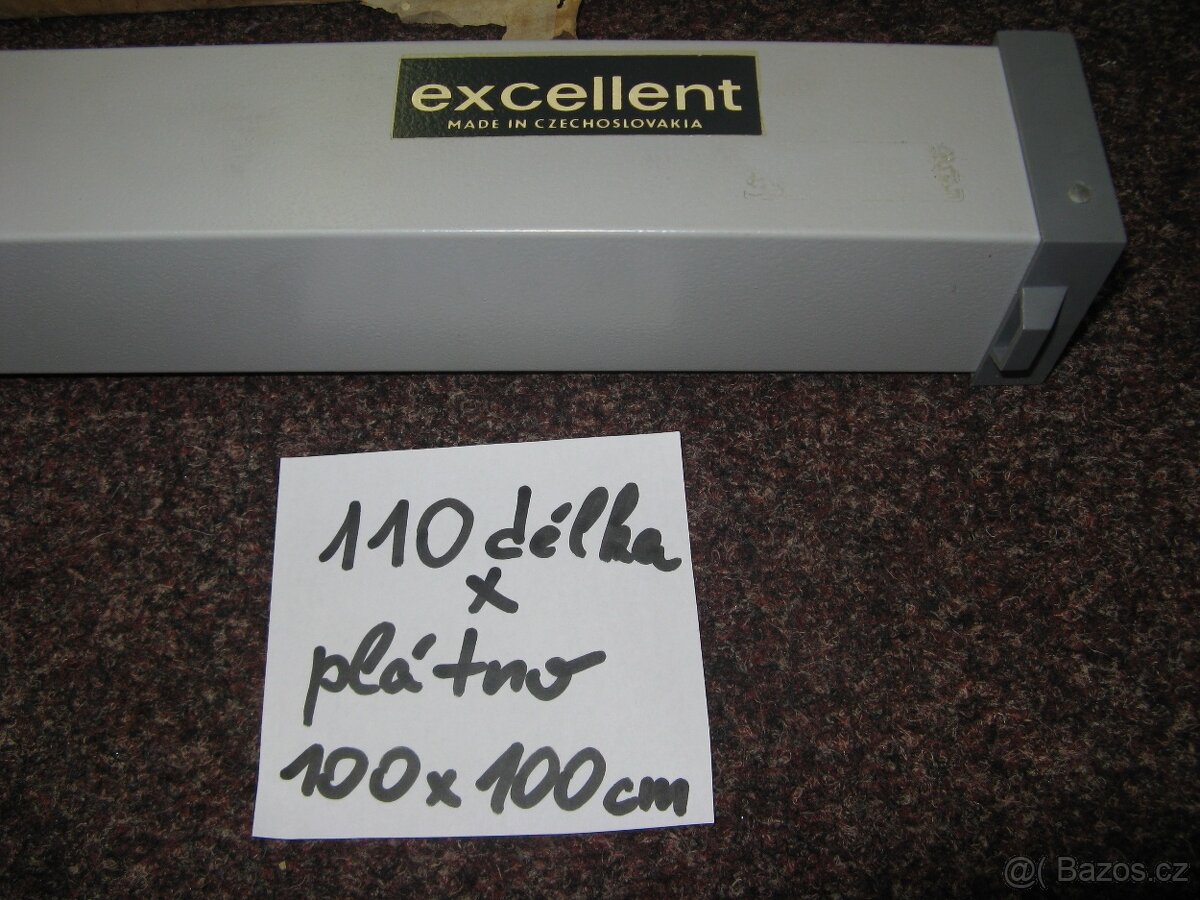 excellent
MADE IN CZECHOSLOVAKIA
110 délka
x
plátno
100 x 100 cm
@( Bazos.cz